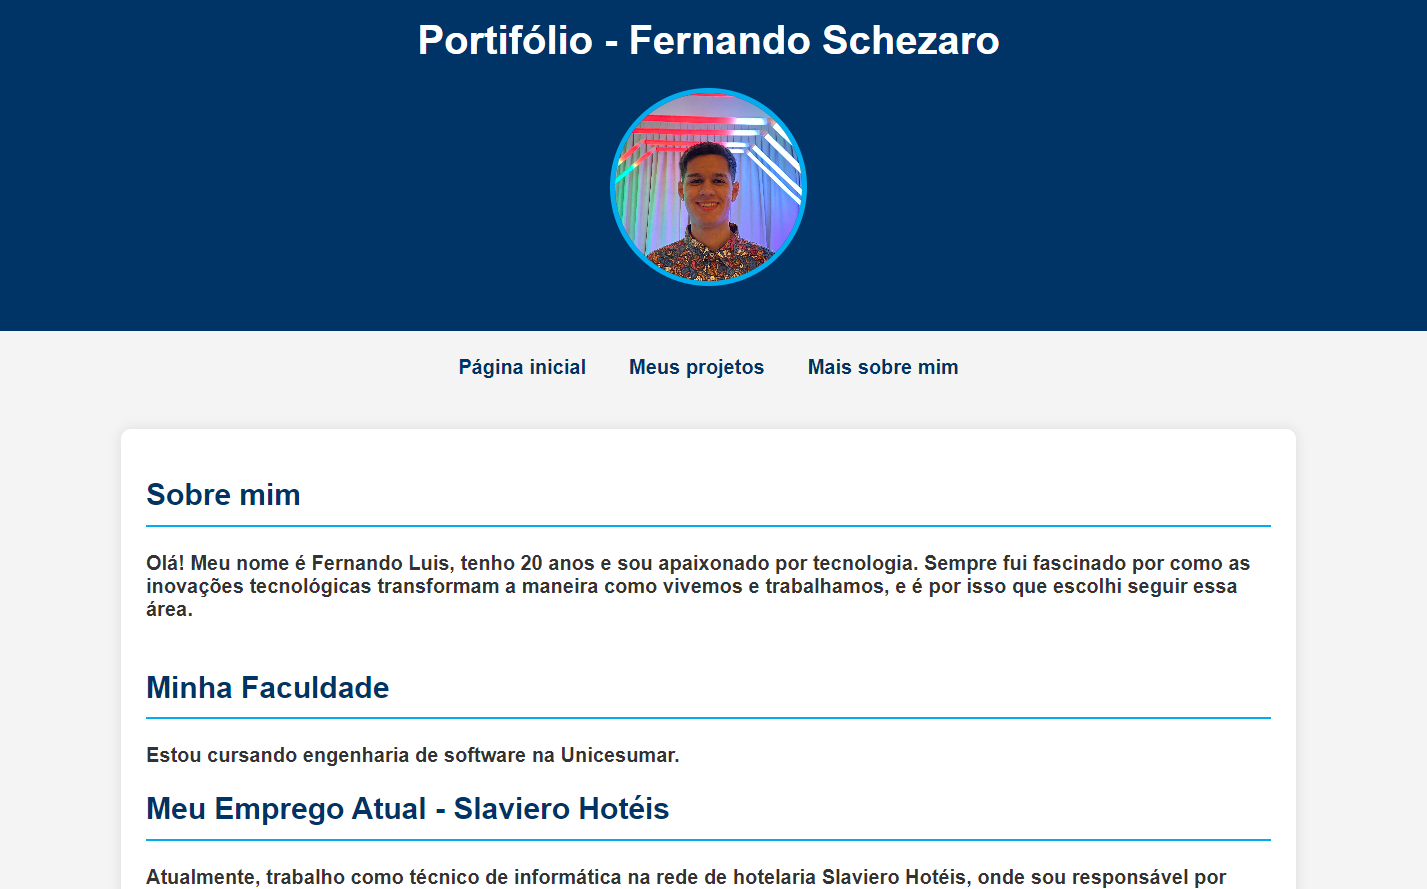 Portifólio - Fernando Schezaro
Página inicial Meus projetos Mais sobre mim
Sobre mim
Olá! Meu nome é Fernando Luis, tenho 20 anos e sou apaixonado por tecnologia. Sempre fui fascinado por como as
inovações tecnológicas transformam a maneira como vivemos e trabalhamos, e é por isso que escolhi seguir essa
área.
Minha Faculdade
Estou cursando engenharia de software na Unicesumar.
Meu Emprego Atual - Slaviero Hotéis
Atualmente, trabalho como técnico de informática na rede de hotelaria Slaviero Hotéis, onde sou responsável por